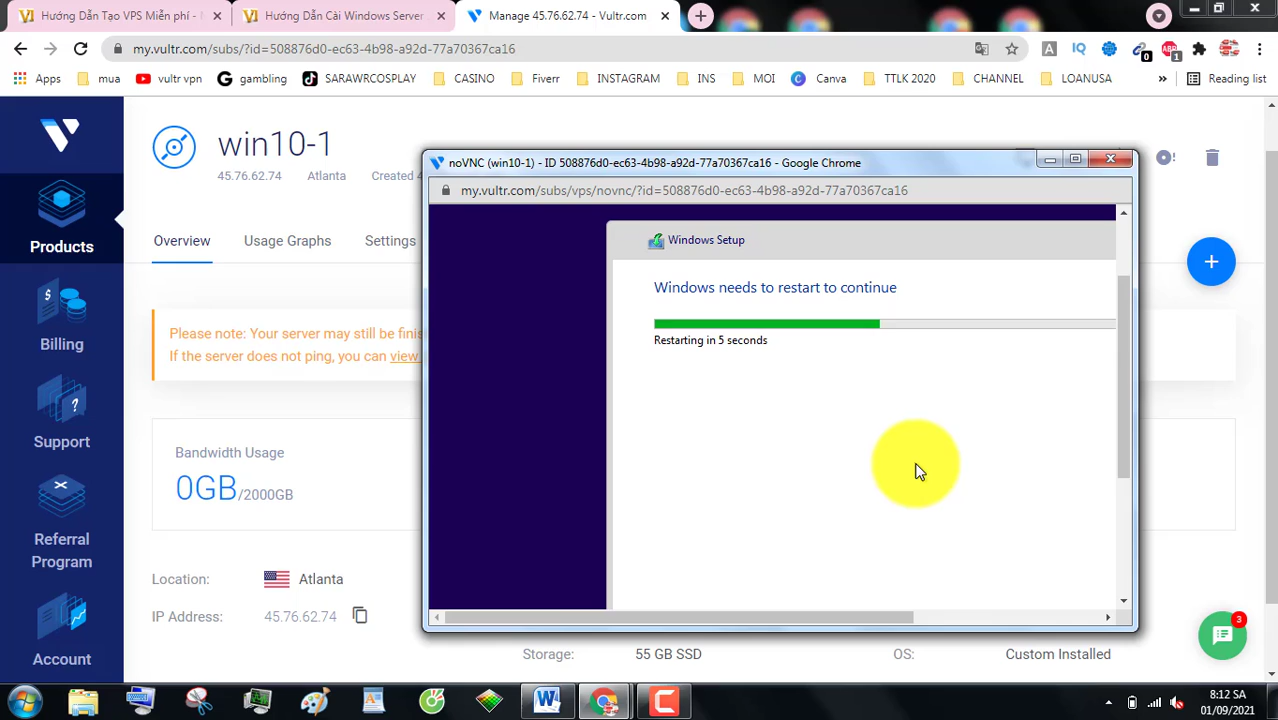 Hướng Dẫn Tạo VPS Miễn phí -
Hướng Dẫn Cài Windows Server
Manage 45.76.62.74 - Vultr.com
my.vultr.com/subs/?id=508876d0-ec63-4b98-a92d-77a70367ca16
Apps
mua
vultr vpn
gambling
SARAWRCOSPLAY
CASINO
Fiverr
INSTAGRAM
INS
MOI
Canva
TTLK 2020
CHANNEL
LOANUSA
»
Reading list
win10-1
45.76.62.74
Atlanta
Created 4
noVNC (win10-1) - ID 508876d0-ec63-4b98-a92d-77a70367ca16 - Google Chrome
my.vultr.com/subs/vps/novnc/?id=508876d0-ec63-4b98-a92d-77a70367ca16
Products
Billing
Support
Referral
Program
Account
Overview
Usage Graphs
Settings
Windows Setup
Windows needs to restart to continue
Restarting in 5 seconds
Please note: Your server may still be finis
If the server does not ping, you can view
Bandwidth Usage
0GB/2000GB
Location:
Atlanta
IP Address:
45.76.62.74
Storage:
55 GB SSD
OS:
Custom Installed
3
8:12 SA
01/09/2021
A
IQ
0
ABP
1